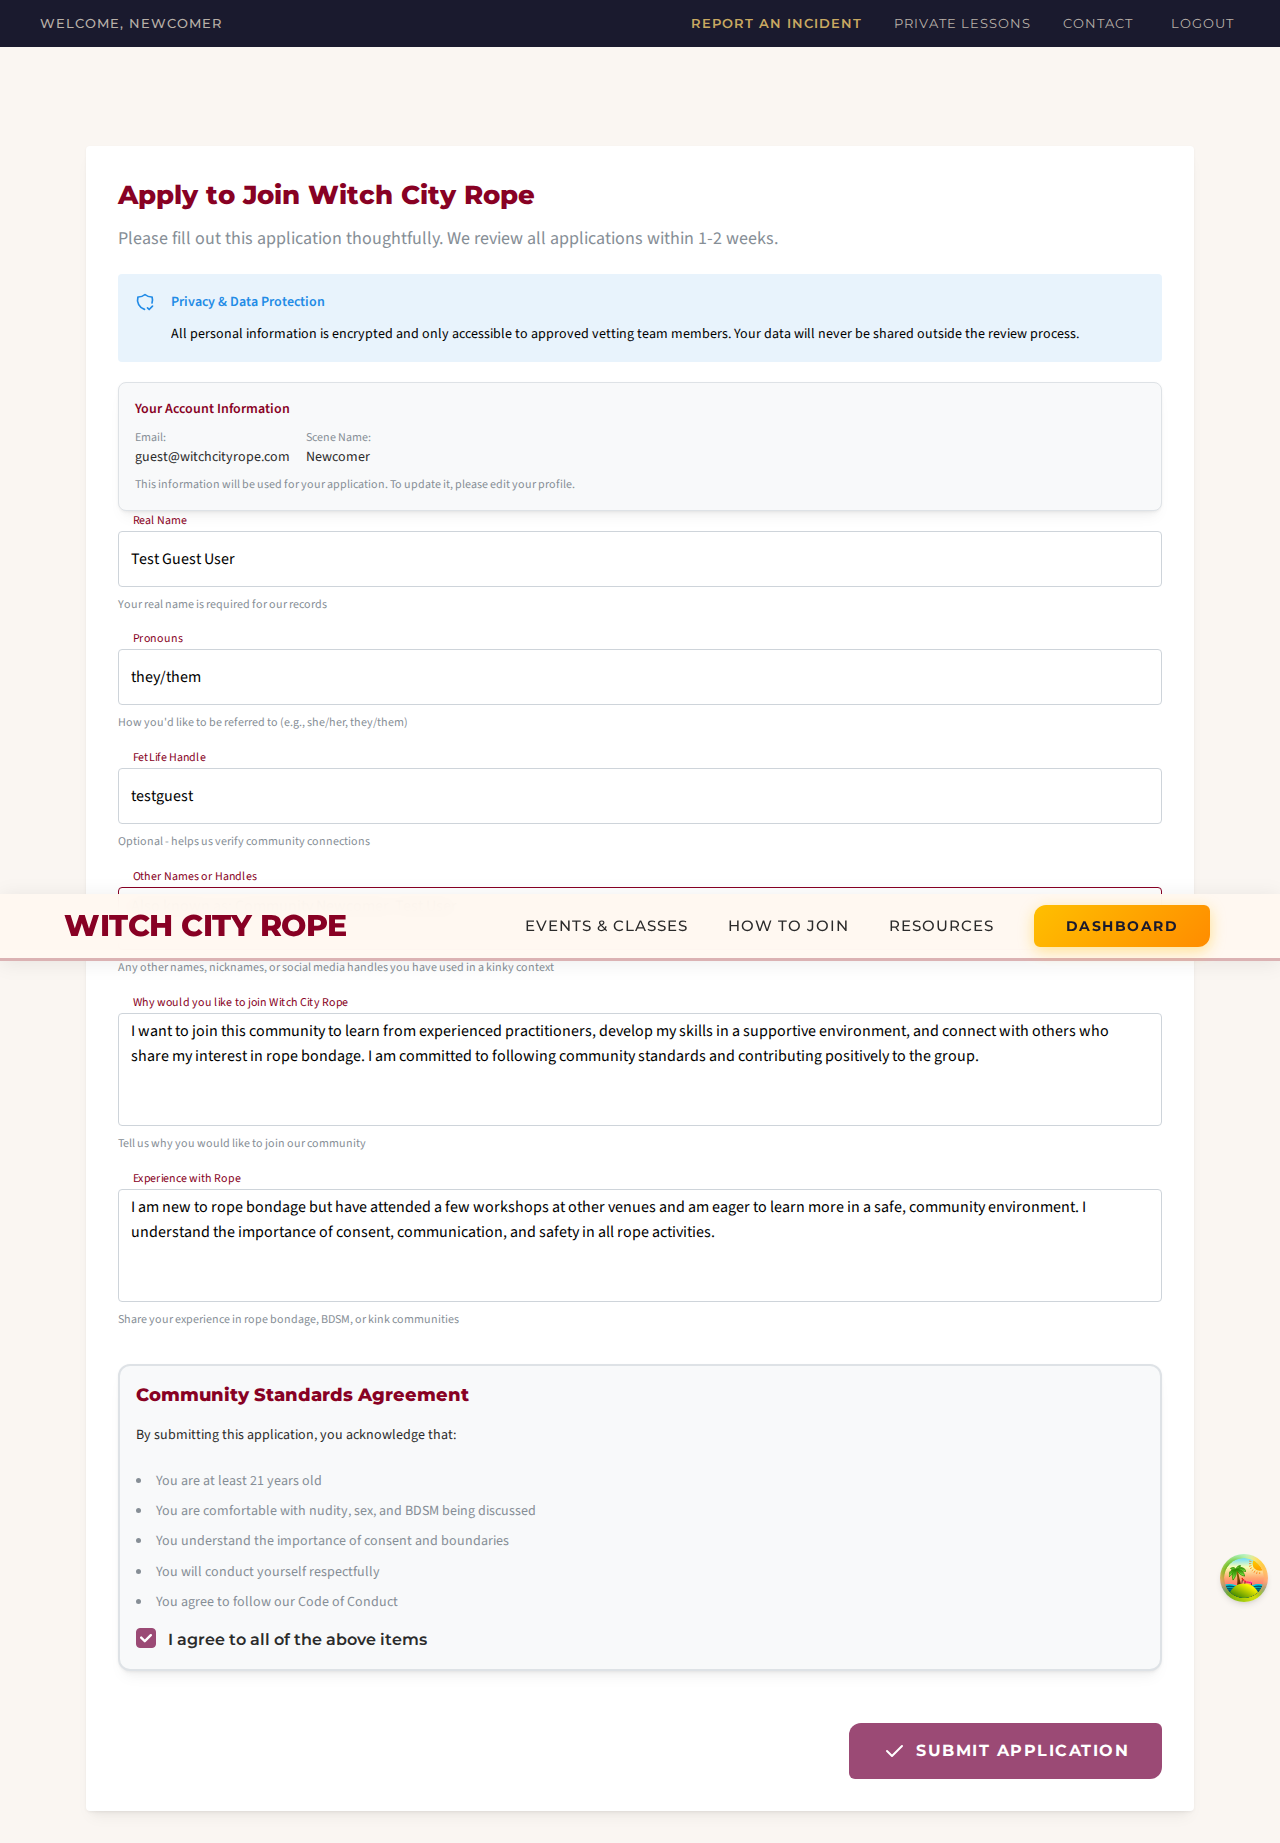 WELCOME, NEWCOMER
REPORT AN INCIDENT
PRIVATE LESSONS
CONTACT
LOGOUT
Apply to Join Witch City Rope
Please fill out this application thoughtfully. We review all applications within 1-2 weeks.
Privacy & Data Protection
All personal information is encrypted and only accessible to approved vetting team members. Your data will never be shared outside the review process.
Your Account Information
Email:
guest@witchcityrope.com
Scene Name:
Newcomer
This information will be used for your application. To update it, please edit your profile.
Real Name
Test Guest User
Your real name is required for our records
Pronouns
they/them
How you'd like to be referred to (e.g., she/her, they/them)
FetLife Handle
testguest
Optional - helps us verify community connections
Other Names or Handles
WITCH CITY ROPE
EVENTS & CLASSES
HOW TO JOIN
RESOURCES
DASHBOARD
Any other names, nicknames, or social media handles you have used in a kinky context
Why would you like to join Witch City Rope
I want to join this community to learn from experienced practitioners, develop my skills in a supportive environment, and connect with others who
share my interest in rope bondage. I am committed to following community standards and contributing positively to the group.
Tell us why you would like to join our community
Experience with Rope
I am new to rope bondage but have attended a few workshops at other venues and am eager to learn more in a safe, community environment. I
understand the importance of consent, communication, and safety in all rope activities.
Share your experience in rope bondage, BDSM, or kink communities
Community Standards Agreement
By submitting this application, you acknowledge that:
• You are at least 21 years old
• You are comfortable with nudity, sex, and BDSM being discussed
• You understand the importance of consent and boundaries
• You will conduct yourself respectfully
• You agree to follow our Code of Conduct
I agree to all of the above items
SUBMIT APPLICATION